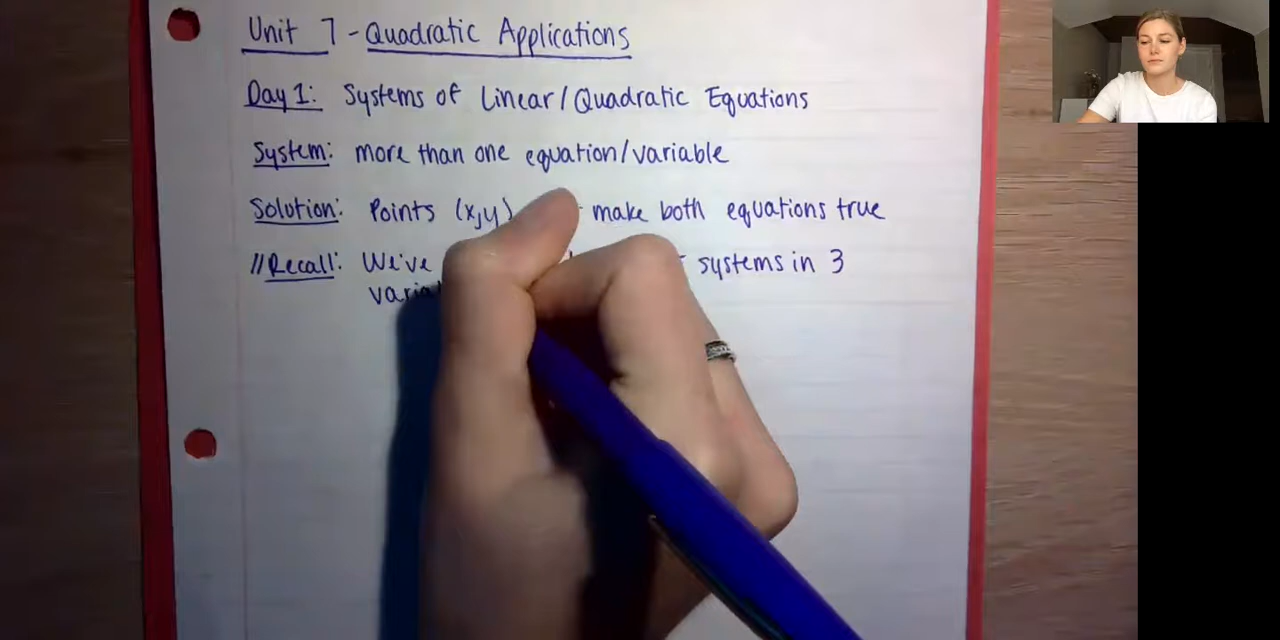 Unit 7 - Quadratic Applications
Day 1: Systems of Linear/Quadratic Equations
System: more than one equation/variable
Solution: Points (x,y) make both equations true
//Recall: We've systems in 3